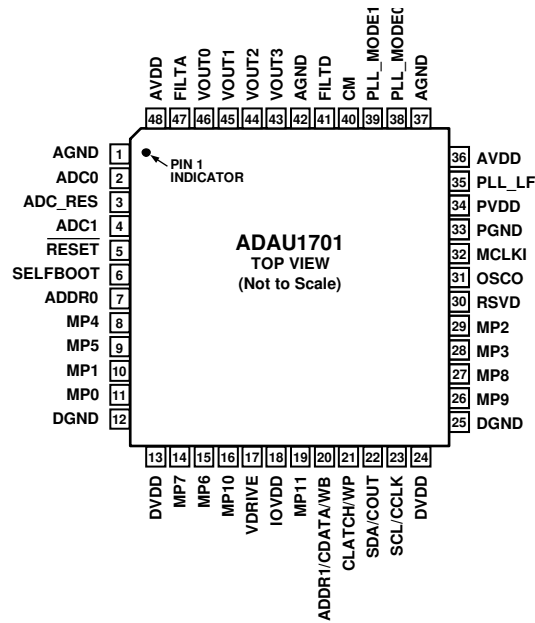 AVDD
FILTA
VOUT0
VOUT1
VOUT2
VOUT3
AGND
FILTD
CM
PLL_MODE1
PLL_MODE0
AGND
48 47 46 45 44 43 42 41 40 39 38 37
AGND 1
ADC0 2
ADC_RES 3
ADC1 4
RESET 5
SELFBOOT 6
ADDR0 7
MP4 8
MP5 9
MP1 10
MP0 11
DGND 12
PIN 1
INDICATOR
ADAU1701
TOP VIEW
(Not to Scale)
36 AVDD
35 PLL_LF
34 PVDD
33 PGND
32 MCLKI
31 OSCO
30 RSVD
29 MP2
28 MP3
27 MP8
26 MP9
25 DGND
13 14 15 16 17 18 19 20 21 22 23 24
DVDD
MP7
MP6
MP10
VDRIVE
IOVDD
MP11
ADDR1/CDATA/WB
CLATCH/WP
SDA/COUT
SCL/CCLK
DVDD